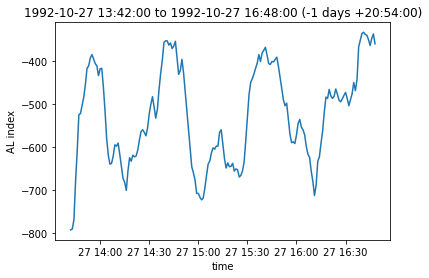 1992-10-27 13:42:00 to 1992-10-27 16:48:00 (-1 days +20:54:00)
−400
−500
−600
−700
−800
AL index
27 14:00 27 14:30 27 15:00 27 15:30 27 16:00 27 16:30
time